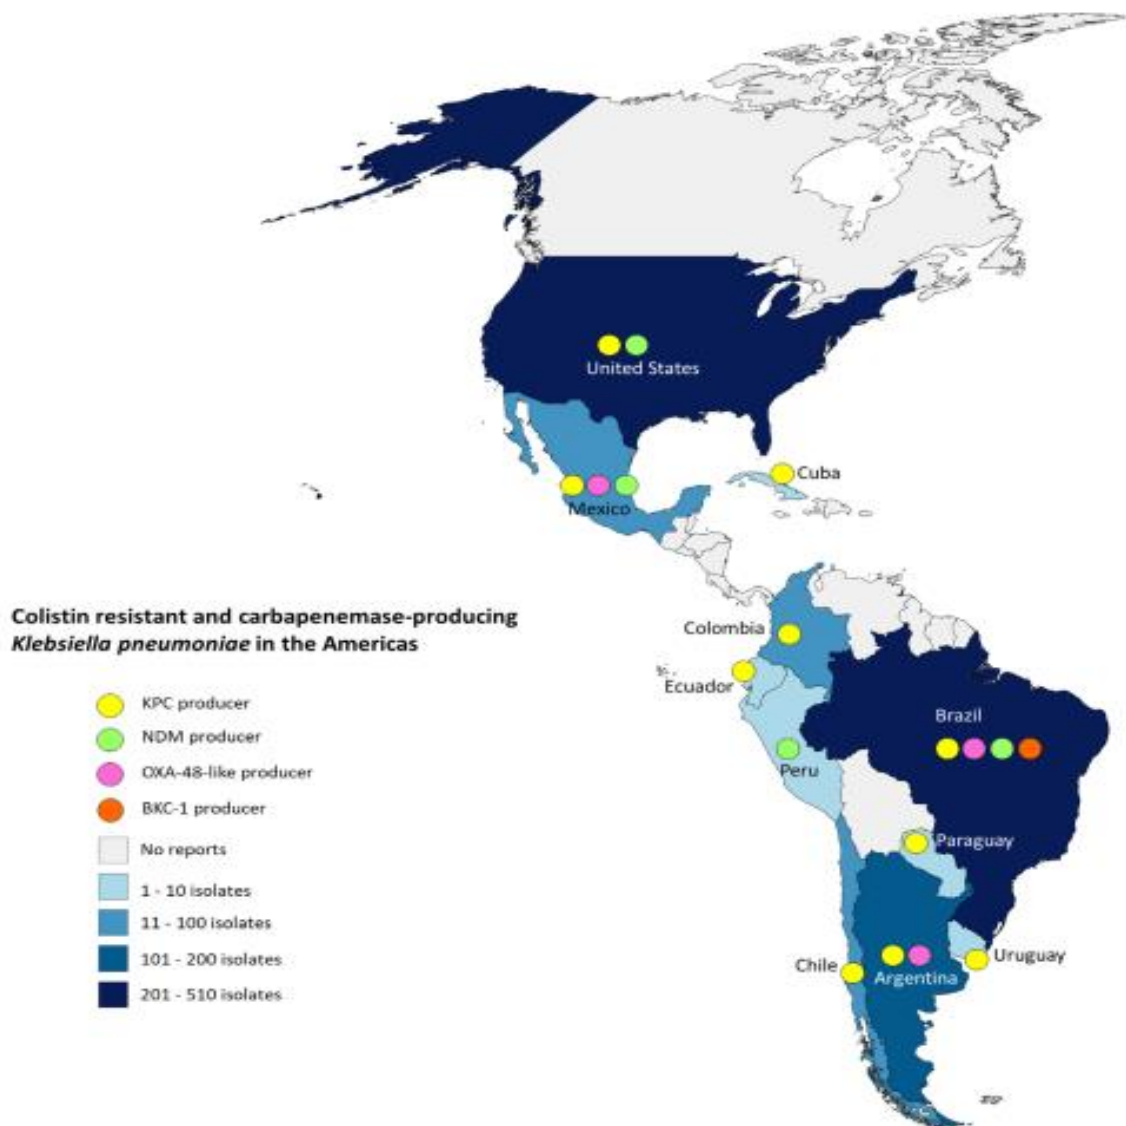 United States
Cuba
Mexico
Colistin resistant and carbapenemase-producing
Klebsiella pneumoniae in the Americas
Colombia
Ecuador
KPC producer
NDM producer
OXA-48-like producer
BKC-1 producer
No reports
1 - 10 isolates
11 - 100 isolates
101 - 200 isolates
201 - 510 isolates
Brazil
Peru
Paraguay
Chile
Argentina
Uruguay